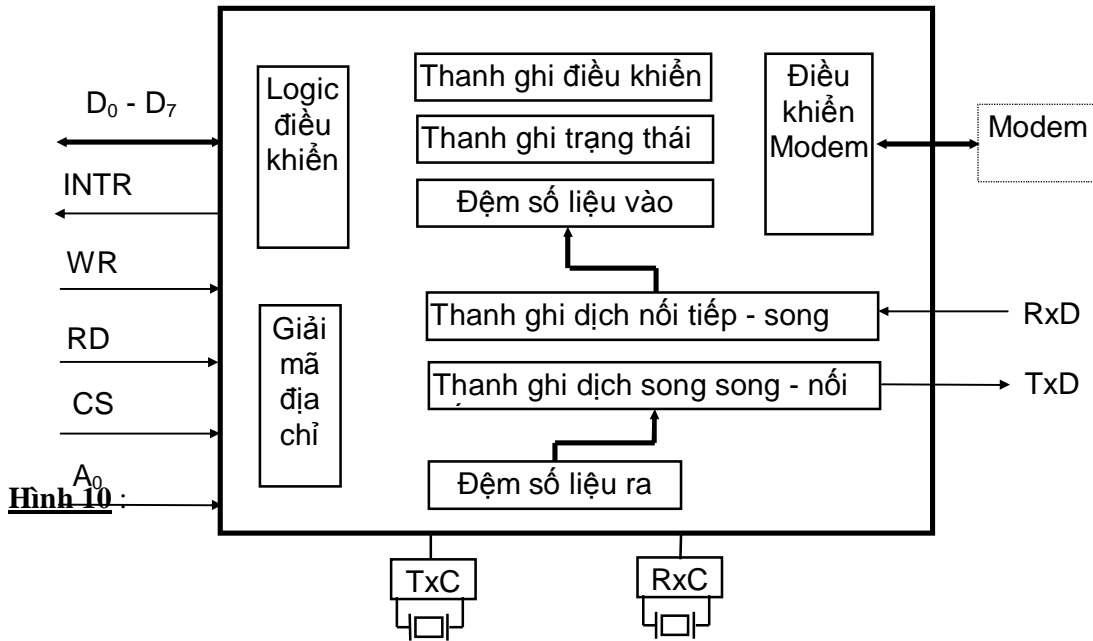 D0 - D7
INTR
WR
RD
CS
A0
Hình 10 :
Logic
điều
khiển
Giải
mã
địa
chỉ
Thanh ghi điều khiển
Thanh ghi trạng thái
Đệm số liệu vào
Thanh ghi dịch nối tiếp - song
Thanh ghi dịch song song - nối
Đệm số liệu ra
Điều
khiển
Modem
Modem
RxD
TxD
TxC
RxC